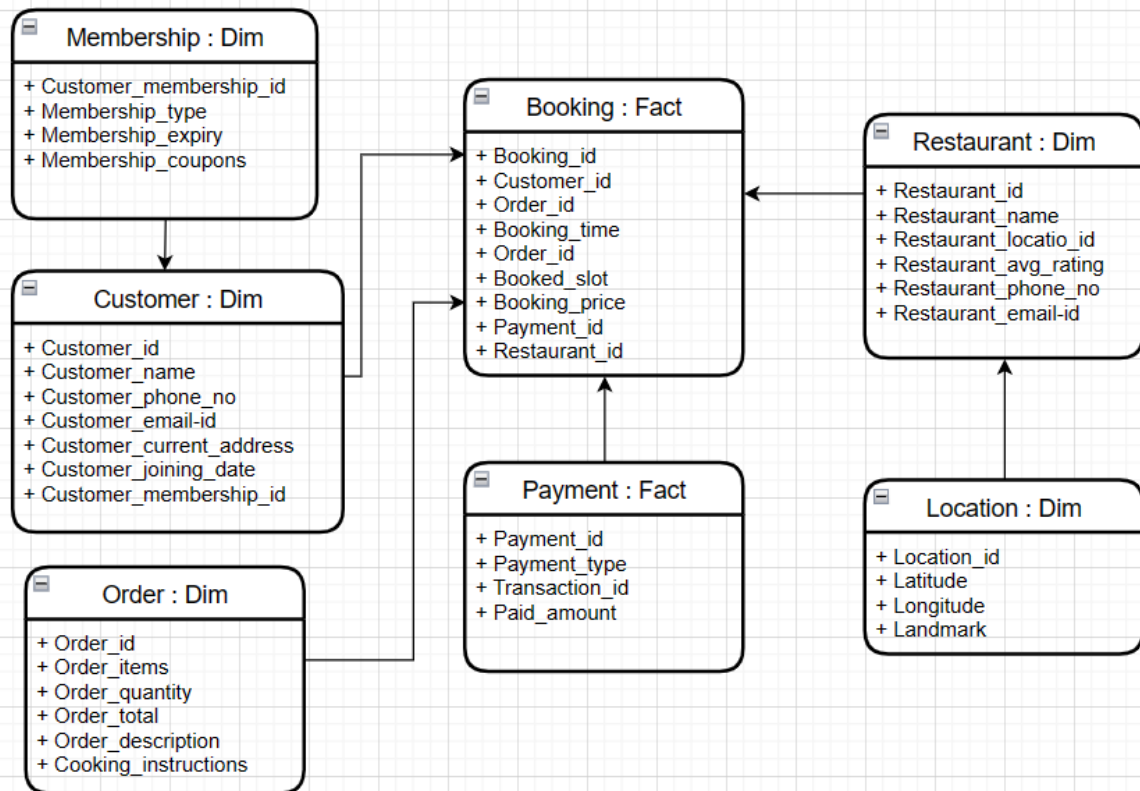 Membership : Dim
+ Customer_membership_id
+ Membership_type
+ Membership_expiry
+ Membership_coupons
Customer : Dim
+ Customer_id
+ Customer_name
+ Customer_phone_no
+ Customer_email-id
+ Customer_current_address
+ Customer_joining_date
+ Customer_membership_id
Order : Dim
+ Order_id
+ Order_items
+ Order_quantity
+ Order_total
+ Order_description
+ Cooking_instructions
Booking : Fact
+ Booking_id
+ Customer_id
+ Order_id
+ Booking_time
+ Order_id
+ Booked_slot
+ Booking_price
+ Payment_id
+ Restaurant_id
Payment : Fact
+ Payment_id
+ Payment_type
+ Transaction_id
+ Paid_amount
Restaurant : Dim
+ Restaurant_id
+ Restaurant_name
+ Restaurant_locatio_id
+ Restaurant_avg_rating
+ Restaurant_phone_no
+ Restaurant_email-id
Location : Dim
+ Location_id
+ Latitude
+ Longitude
+ Landmark